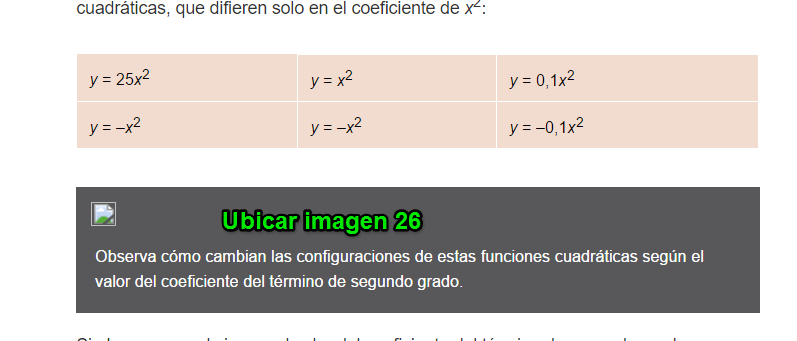 cuadráticas, que difieren solo en el coeficiente de x²:
y = 25x² y = x² y = 0,1x²
y = –x² y = –x² y = –0,1x²
Ubicar imagen 26
Observa cómo cambian las configuraciones de estas funciones cuadráticas según el
valor del coeficiente del término de segundo grado.